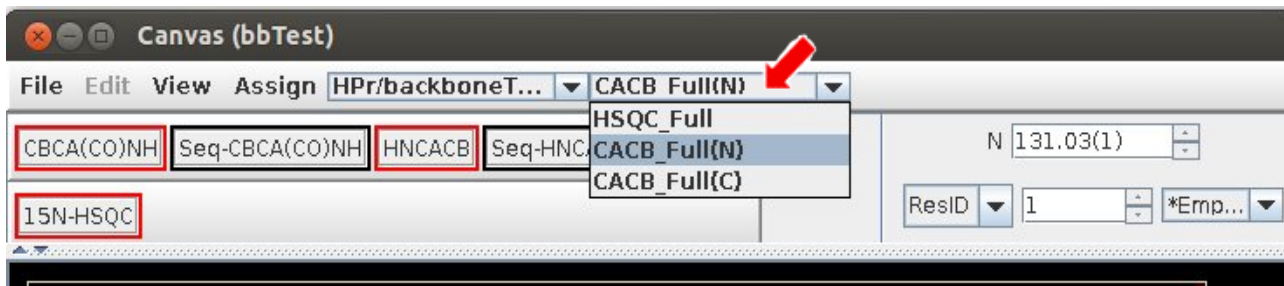 Canvas (bbTest)
File Edit View Assign HPr/backboneT... CACB_Full(N)
HSQC_Full
CBCA(CO)NH Seq-CBCA(CO)NH HNCACB Seq-HNC CACB_Full(N) N 131.03(1)
CACB_Full(C)
15N-HSQC ResID 1 *Emp...